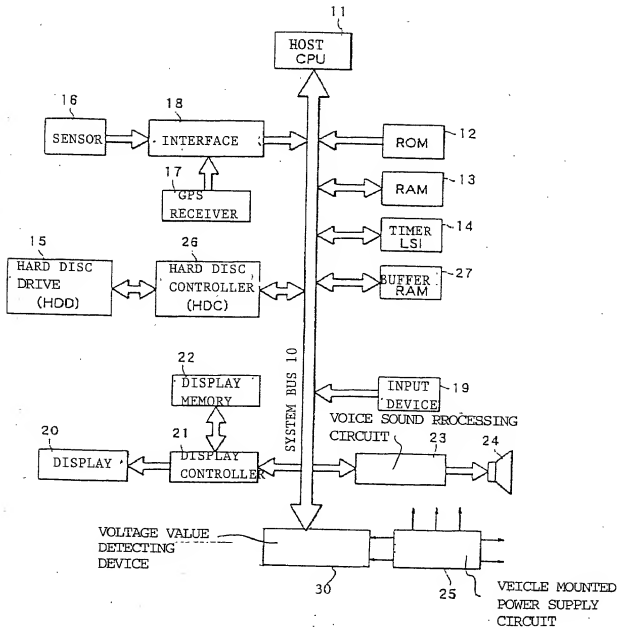 11
HOST
CPU
16
SENSOR
18
INTERFACE
17
GPS
RECEIVER
ROM
12
RAM
13
TIMER
LSI
14
15
HARD DISC
DRIVE
(HDD)
26
HARD DISC
CONTROLLER
(HDC)
BUFFER
RAM
27
SYSTEM BUS 10
22
DISPLAY
MEMORY
INPUT
DEVICE
19
VOICE SOUND RROCESSING
CIRCUIT
20
DISPLAY
21
DISPLAY
CONTROLLER
23
24
VOLTAGE VALUE
DETECTING
DEVICE
30
25
VEICLE MOUNTED
POWER SUPPLY
CIRCUIT